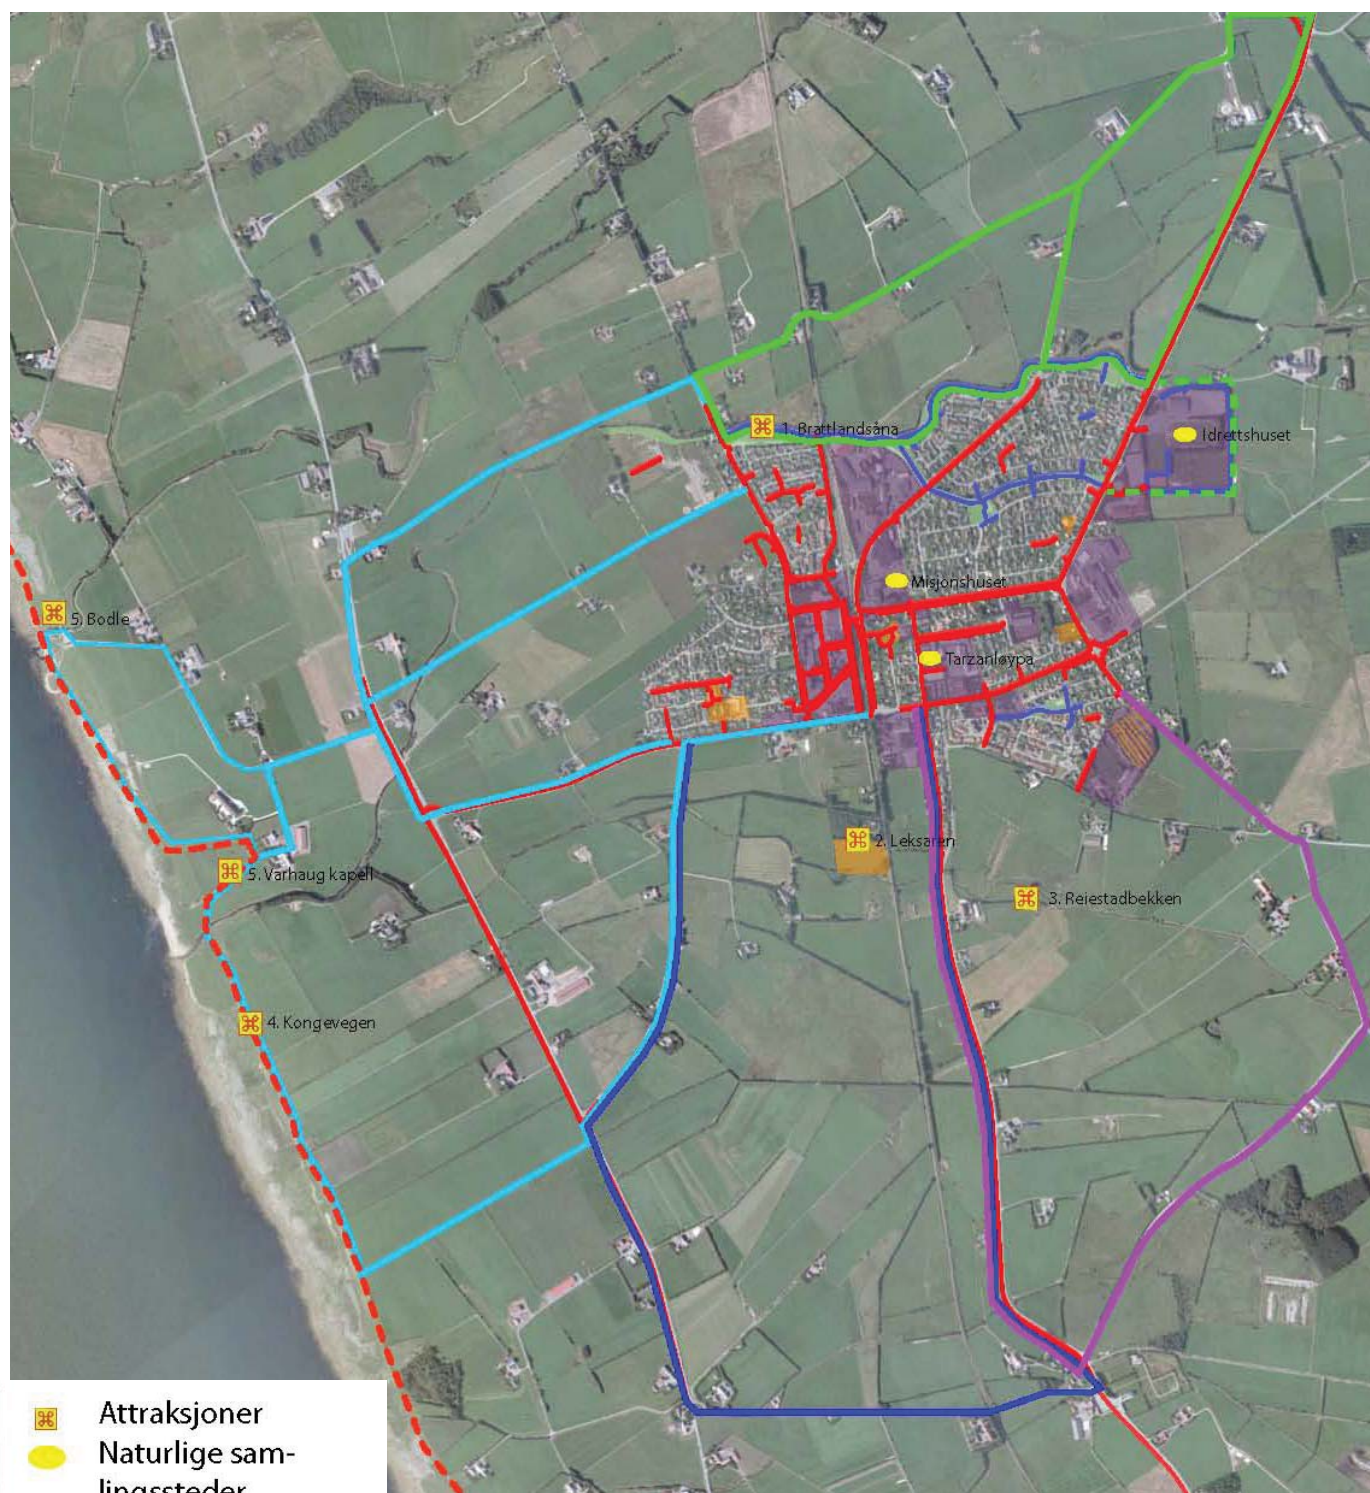 1. Brattlandsåna
Idrettshuset
Misjonshuset
5. Bodle
Tarzanløypa
2. Leksaren
5. Varhaug kapell
3. Reiestadbekken
4. Kongevegen
Attraksjoner
Naturlige sam-
lingssteder